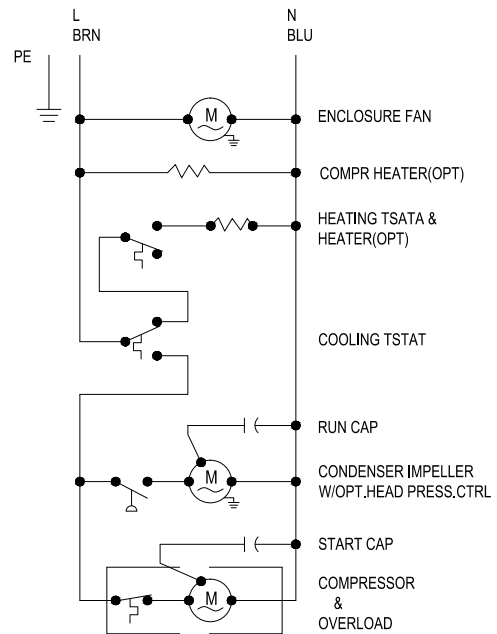 L
BRN
N
BLU
PE
M
ENCLOSURE FAN
COMPR HEATER(OPT)
HEATING TSATA &
HEATER(OPT)
COOLING TSTAT
RUN CAP
M
CONDENSER IMPELLER
W/OPT.HEAD PRESS.CTRL
START CAP
M
COMPRESSOR
&
OVERLOAD